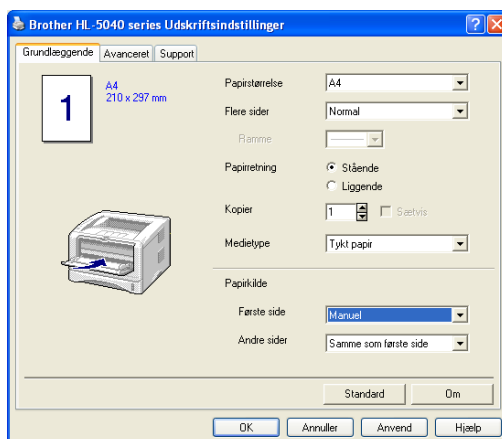 Brother HL-5040 series Udskriftsindstillinger
Grundlæggende Avanceret Support
1
A4
210 x 297 mm
Papirstørrelse A4
Flere sider Normal
Ramme
Papirretning Stående
Liggende
Kopier 1 Sætvis
Medietype Tykt papir
Papirkilde
Første side Manuel
Andre sider Samme som første side
Standard Om
OK Annuller Anvend Hjælp